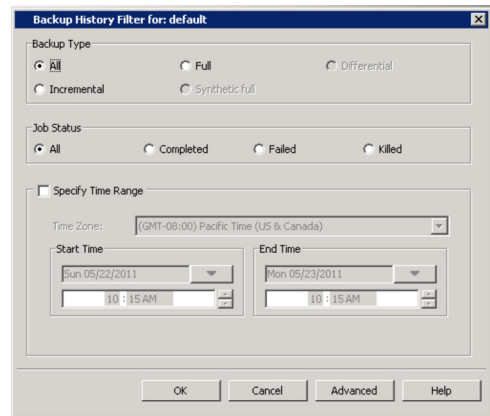 Backup History Filter for: default
Backup Type
All
Full
Differential
Incremental
Synthetic full
Job Status
All
Completed
Failed
Killed
Specify Time Range
Time Zone:
(GMT-08:00) Pacific Time (US & Canada)
Start Time
End Time
Sun 05/22/2011
Mon 05/23/2011
10 : 15 AM
10 : 15 AM
OK
Cancel
Advanced
Help